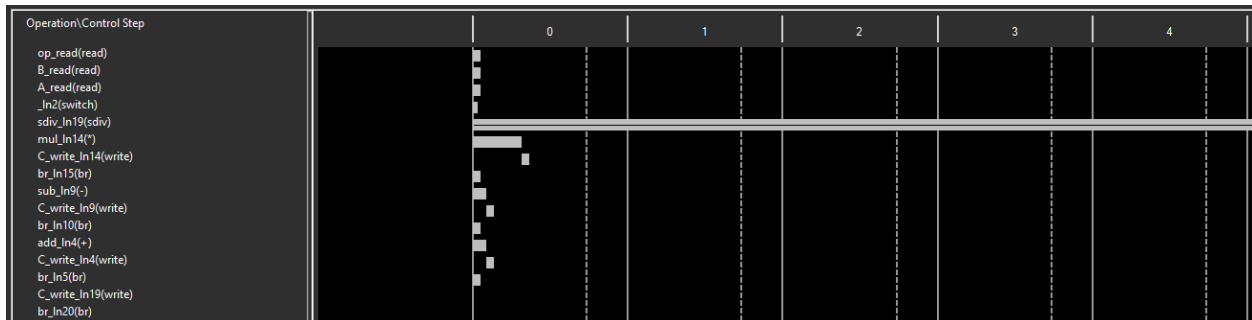 Operation\Control Step
0 1 2 3 4
op_read(read)
B_read(read)
A_read(read)
_ln2(switch)
sdiv_ln19(sdiv)
mul_ln14(*)
C_write_ln14(write)
br_ln15(br)
sub_ln9(-)
C_write_ln9(write)
br_ln10(br)
add_ln4(+)
C_write_ln4(write)
br_ln5(br)
C_write_ln19(write)
br_ln20(br)